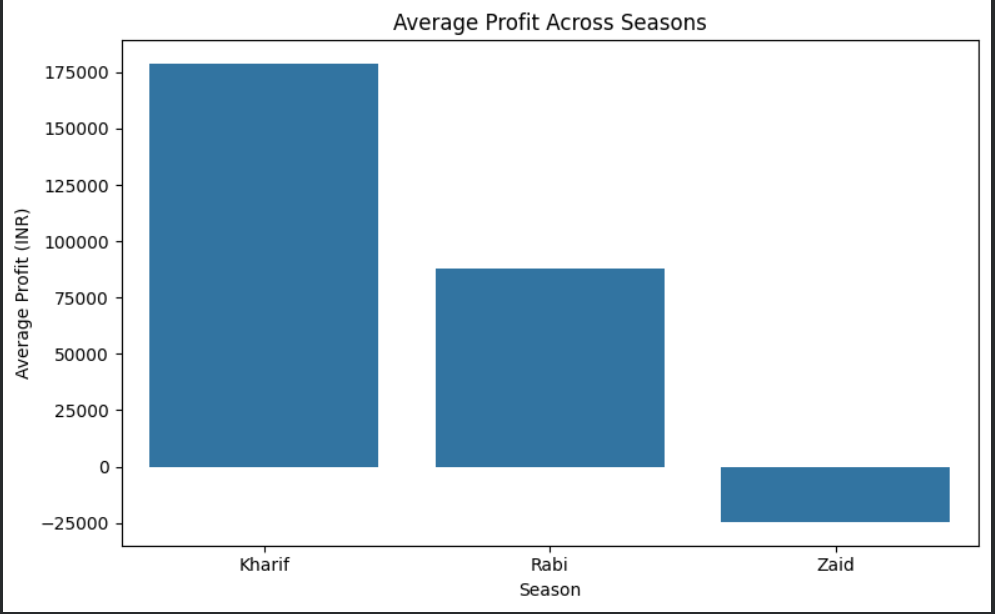 Average Profit Across Seasons
Average Profit (INR)
175000
150000
125000
100000
75000
50000
25000
0
−25000
Kharif Rabi Zaid
Season